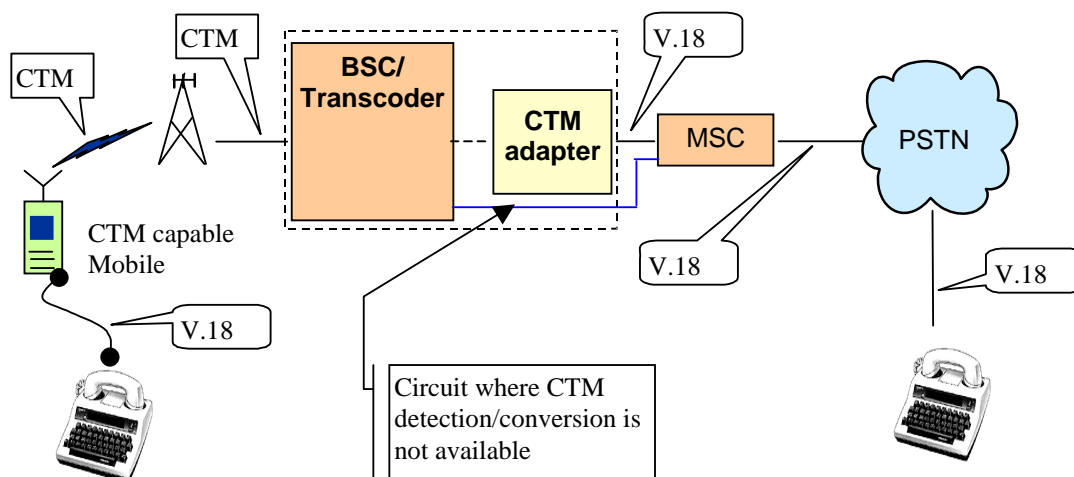 CTM
CTM
BSC/
Transcoder
CTM
adapter
V.18
MSC
PSTN
CTM capable
Mobile
V.18
V.18
V.18
Circuit where CTM
detection/conversion is
not available